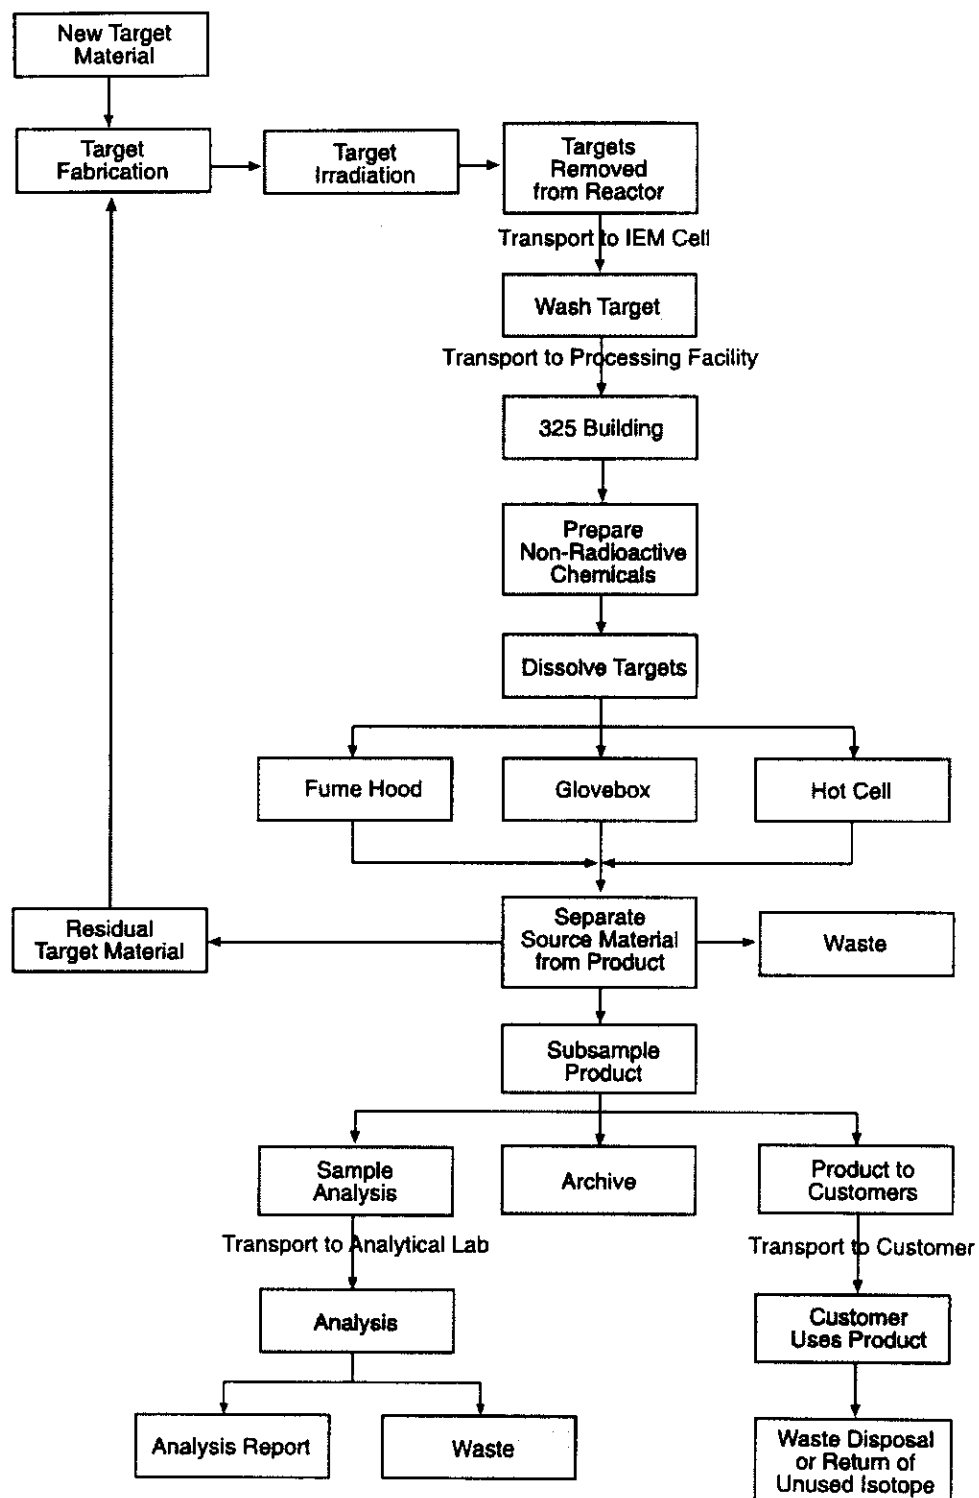 New Target
Material
Target
Fabrication
Target
Irradiation
Targets
Removed
from Reactor
Transport to IEM Cell
Wash Target
Transport to Processing Facility
325 Building
Prepare
Non-Radioactive
Chemicals
Dissolve Targets
Fume Hood
Glovebox
Hot Cell
Residual
Target Material
Separate
Source Material
from Product
Waste
Subsample
Product
Sample
Analysis
Archive
Product to
Customers
Transport to Analytical Lab
Transport to Customer
Analysis
Customer
Uses Product
Analysis Report
Waste
Waste Disposal
or Return of
Unused Isotope